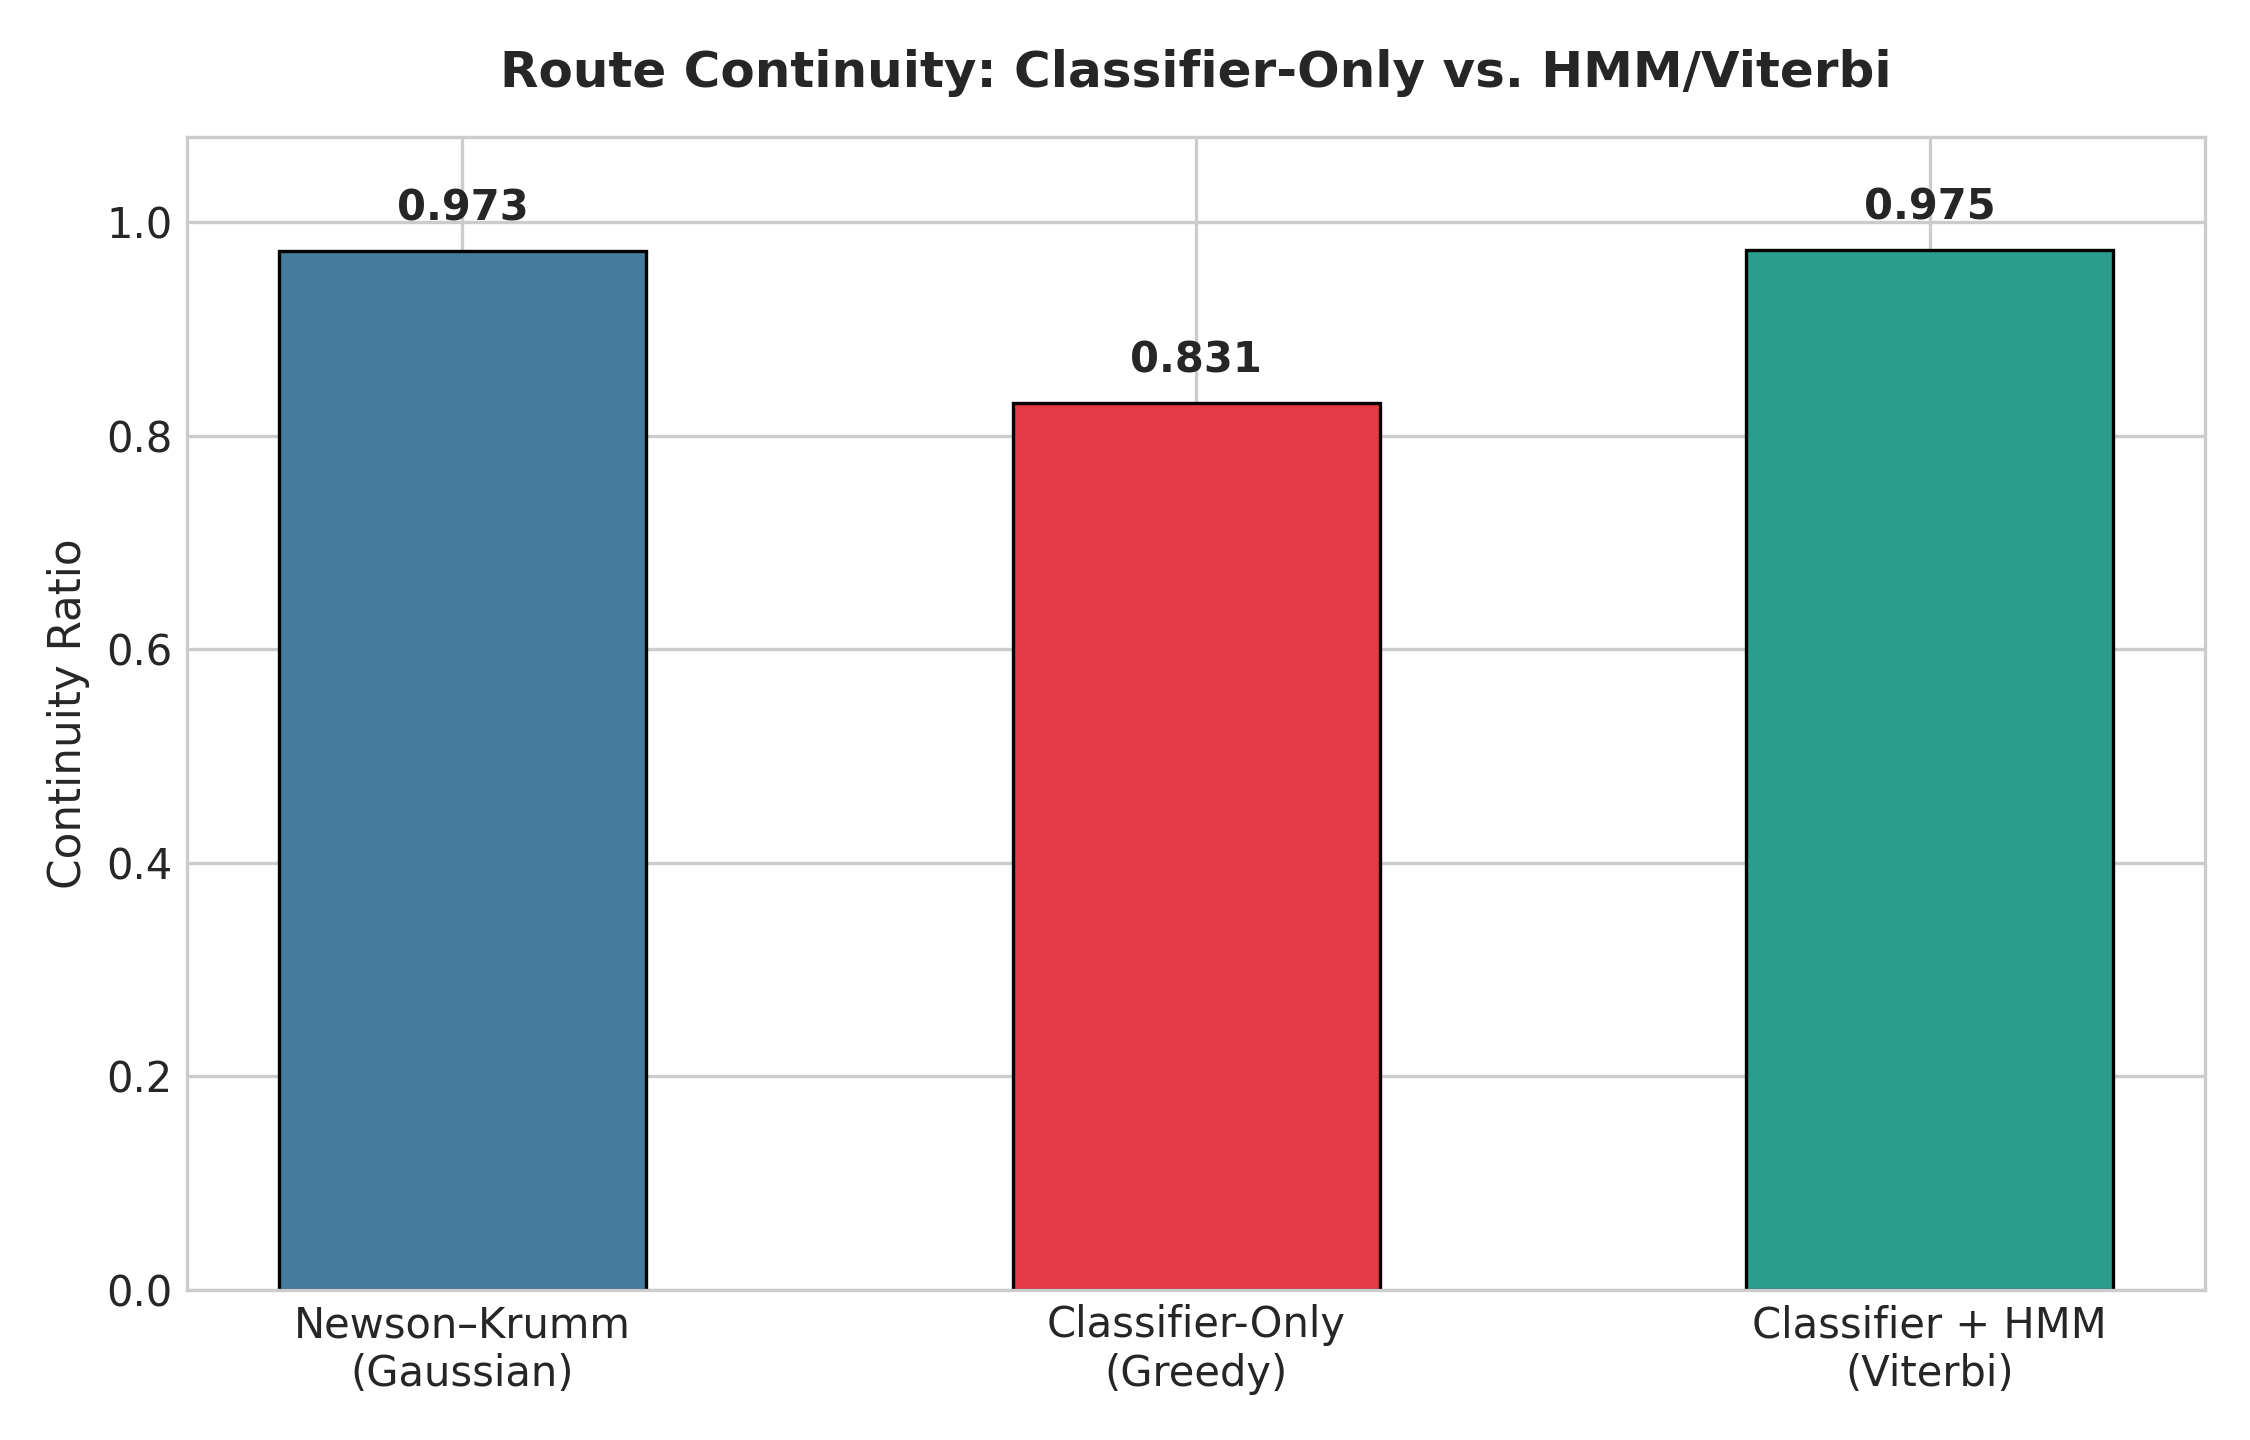 Route Continuity: Classifier-Only vs. HMM/Viterbi
Continuity Ratio
1.0
0.8
0.6
0.4
0.2
0.0
0.973
0.831
0.975
Newson–Krumm
(Gaussian)
Classifier-Only
(Greedy)
Classifier + HMM
(Viterbi)